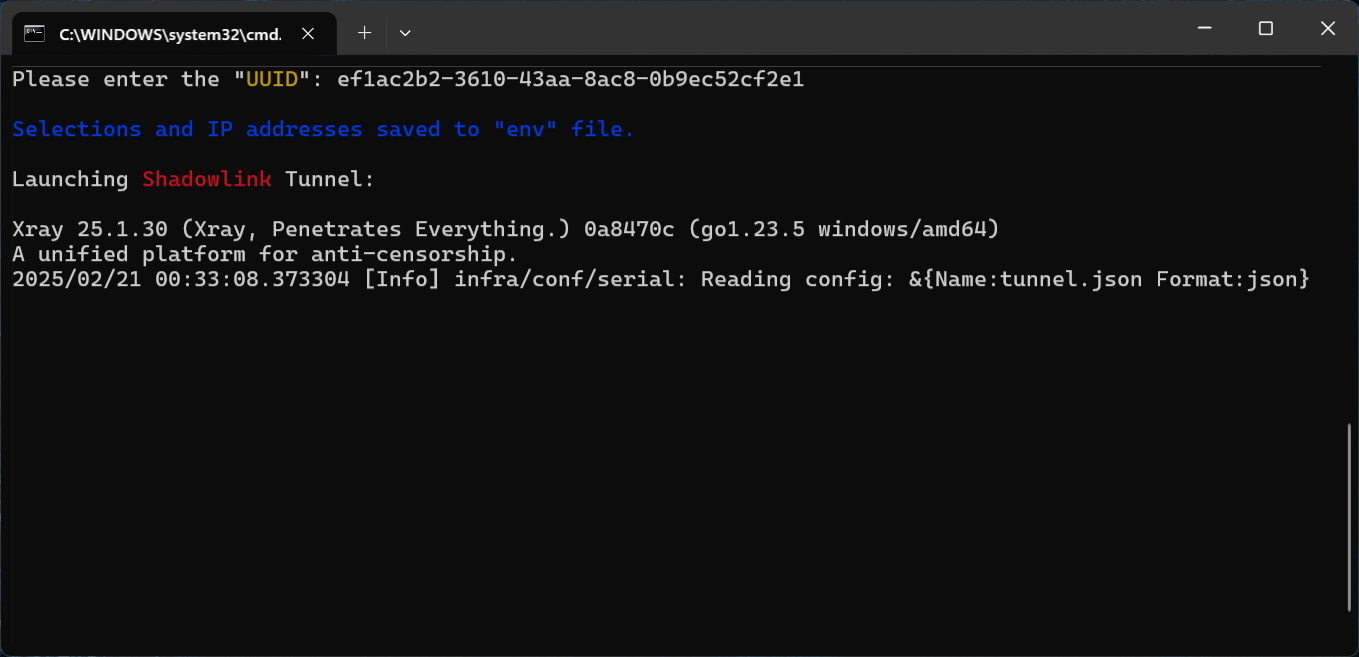 C:\WINDOWS\system32\cmd.
Please enter the "UUID": ef1ac2b2-3610-43aa-8ac8-0b9ec52cf2e1
Selections and IP addresses saved to "env" file.
Launching Shadowlink Tunnel:
Xray 25.1.30 (Xray, Penetrates Everything.) 0a8470c (go1.23.5 windows/amd64)
A unified platform for anti-censorship.
2025/02/21 00:33:08.373304 [Info] infra/conf/serial: Reading config: &{Name:tunnel.json Format:json}